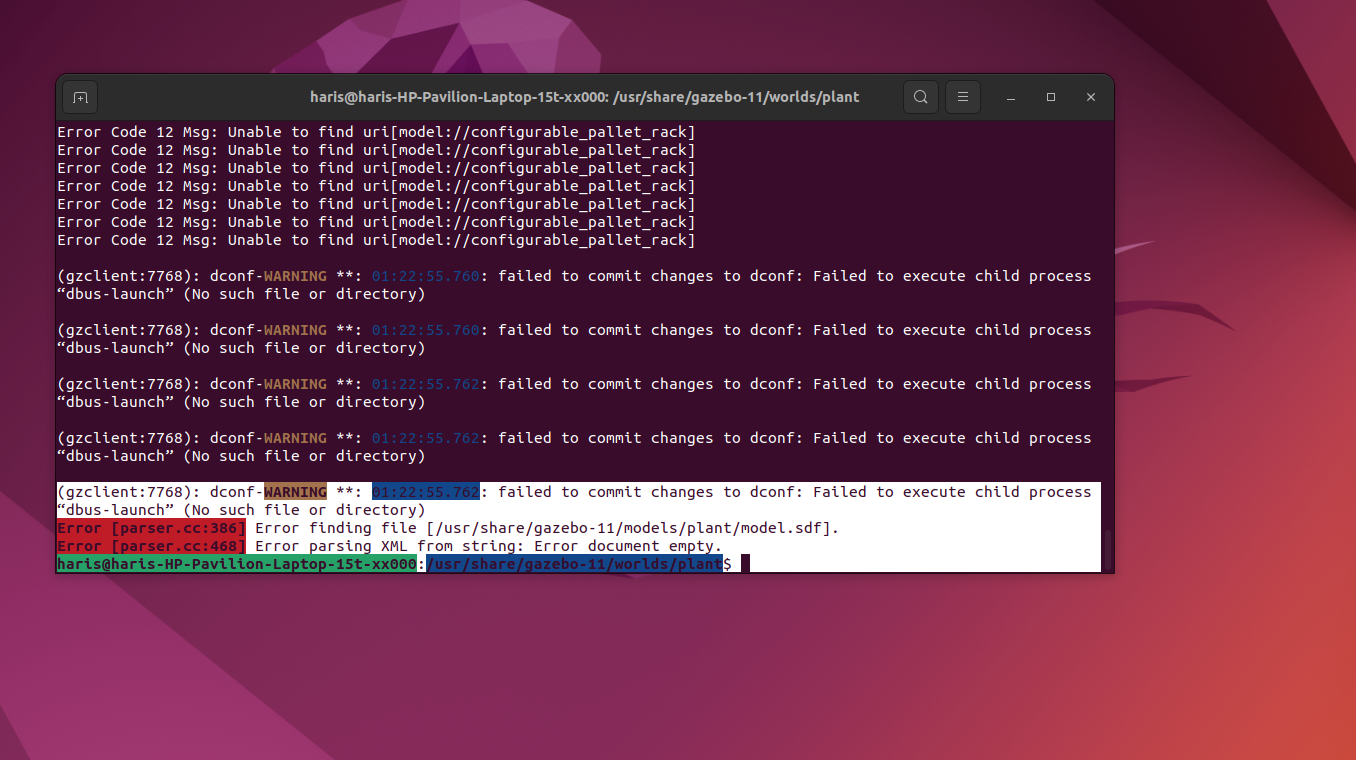 haris@haris-HP-Pavilion-Laptop-15t-xx000: /usr/share/gazebo-11/worlds/plant
Error Code 12 Msg: Unable to find uri[model://configurable_pallet_rack]
Error Code 12 Msg: Unable to find uri[model://configurable_pallet_rack]
Error Code 12 Msg: Unable to find uri[model://configurable_pallet_rack]
Error Code 12 Msg: Unable to find uri[model://configurable_pallet_rack]
Error Code 12 Msg: Unable to find uri[model://configurable_pallet_rack]
Error Code 12 Msg: Unable to find uri[model://configurable_pallet_rack]
Error Code 12 Msg: Unable to find uri[model://configurable_pallet_rack]
(gzclient:7768): dconf-WARNING **: 01:22:55.760: failed to commit changes to dconf: Failed to execute child process
“dbus-launch” (No such file or directory)
(gzclient:7768): dconf-WARNING **: 01:22:55.760: failed to commit changes to dconf: Failed to execute child process
“dbus-launch” (No such file or directory)
(gzclient:7768): dconf-WARNING **: 01:22:55.762: failed to commit changes to dconf: Failed to execute child process
“dbus-launch” (No such file or directory)
(gzclient:7768): dconf-WARNING **: 01:22:55.762: failed to commit changes to dconf: Failed to execute child process
“dbus-launch” (No such file or directory)
(gzclient:7768): dconf-WARNING **: 01:22:55.762: failed to commit changes to dconf: Failed to execute child process
“dbus-launch” (No such file or directory)
Error [parser.cc:386] Error finding file [/usr/share/gazebo-11/models/plant/model.sdf].
Error [parser.cc:468] Error parsing XML from string: Error document empty.
haris@haris-HP-Pavilion-Laptop-15t-xx000:/usr/share/gazebo-11/worlds/plant$